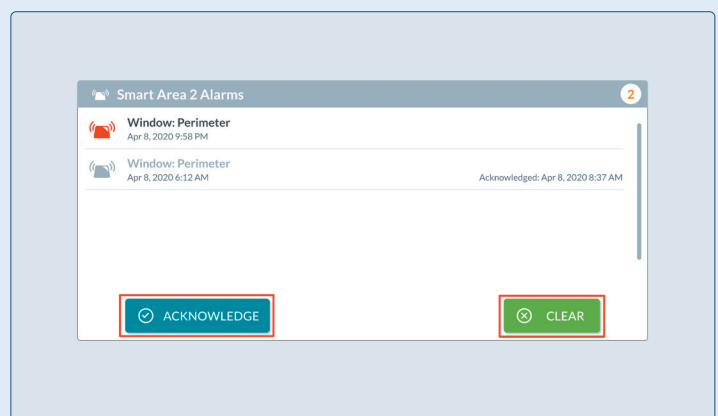 Smart Area 2 Alarms
2
Window: Perimeter
Apr 8, 2020 9:58 PM
Window: Perimeter
Apr 8, 2020 6:12 AM
Acknowledged: Apr 8, 2020 8:37 AM
ACKNOWLEDGE
CLEAR